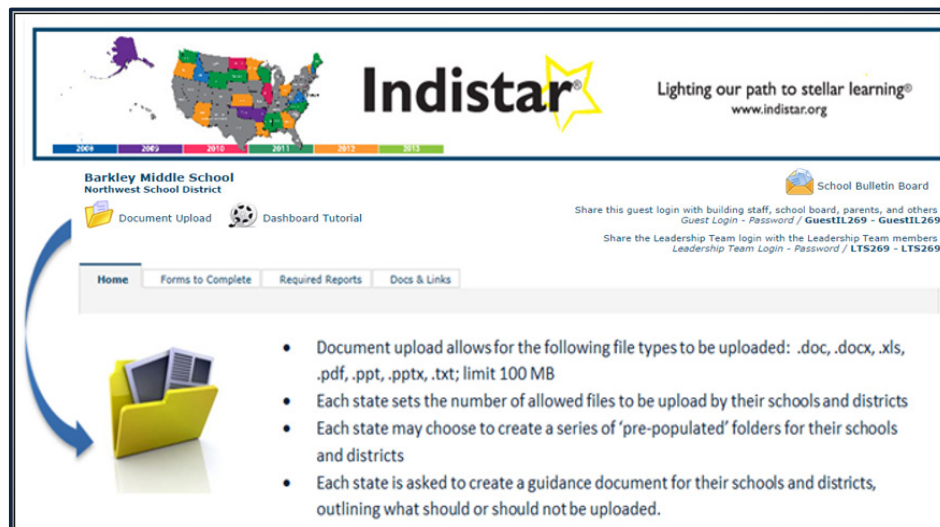 Indistar®
Lighting our path to stellar learning®
www.indistar.org
2008 2009 2010 2011 2012 2013
Barkley Middle School
Northwest School District
School Bulletin Board
Document Upload Dashboard Tutorial
Share this guest login with building staff, school board, parents, and others
Guest Login - Password / GuestIL269 - GuestIL269
Share the Leadership Team login with the Leadership Team members
Leadership Team Login - Password / LTS269 - LTS269
Home Forms to Complete Required Reports Docs & Links
• Document upload allows for the following file types to be uploaded: .doc, .docx, .xls,
.pdf, .ppt, .pptx, .txt; limit 100 MB
• Each state sets the number of allowed files to be upload by their schools and districts
• Each state may choose to create a series of 'pre-populated' folders for their schools
and districts
• Each state is asked to create a guidance document for their schools and districts,
outlining what should or should not be uploaded.